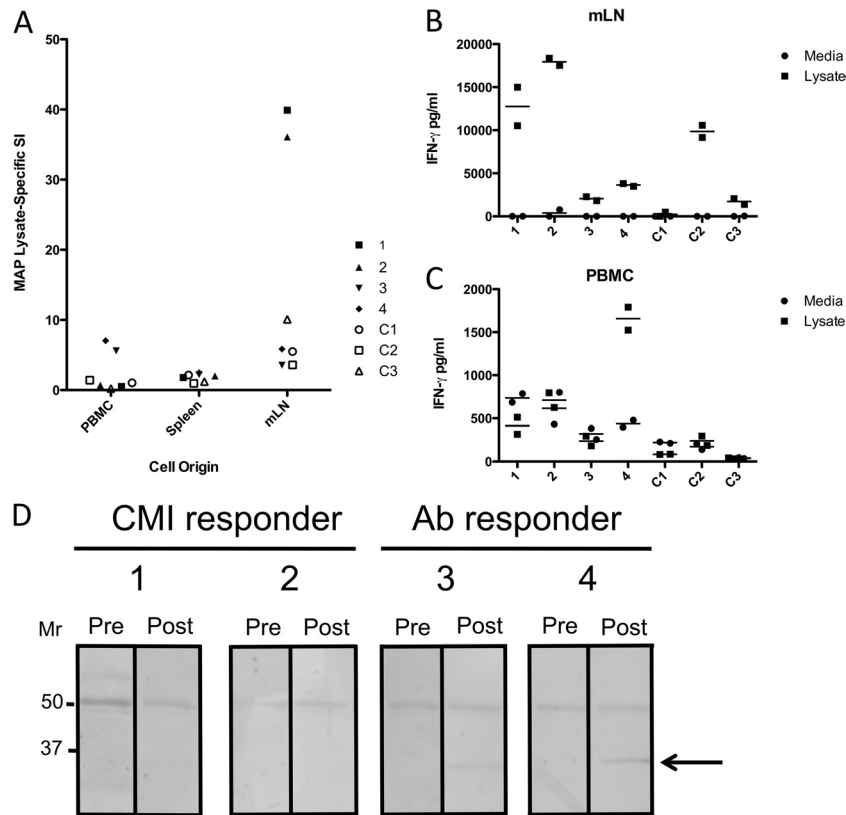 A
MAP Lysate-Specific SI
50
40
30
20
10
0
PBMC
Spleen
mLN
Cell Origin
1
2
3
4
C1
C2
C3
B
mLN
IFN-γ pg/ml
20000
15000
10000
5000
0
1
2
3
4
C1
C2
C3
Media
Lysate
C
PBMC
IFN-γ pg/ml
2000
1500
1000
500
0
1
2
3
4
C1
C2
C3
Media
Lysate
D
CMI responder Ab responder
1 2 3 4
Mr Pre Post Pre Post Pre Post Pre Post
50
37